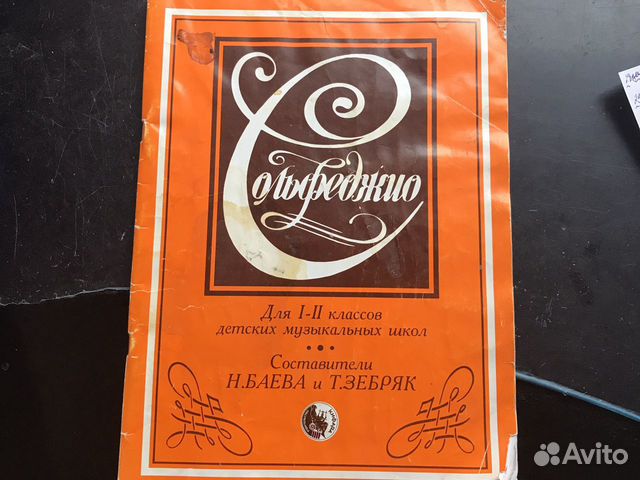 Сольфеджио
Для I-II классов
детских музыкальных школ
Составители
Н.БАЕВА и Т.ЗЕБРЯК
Avito